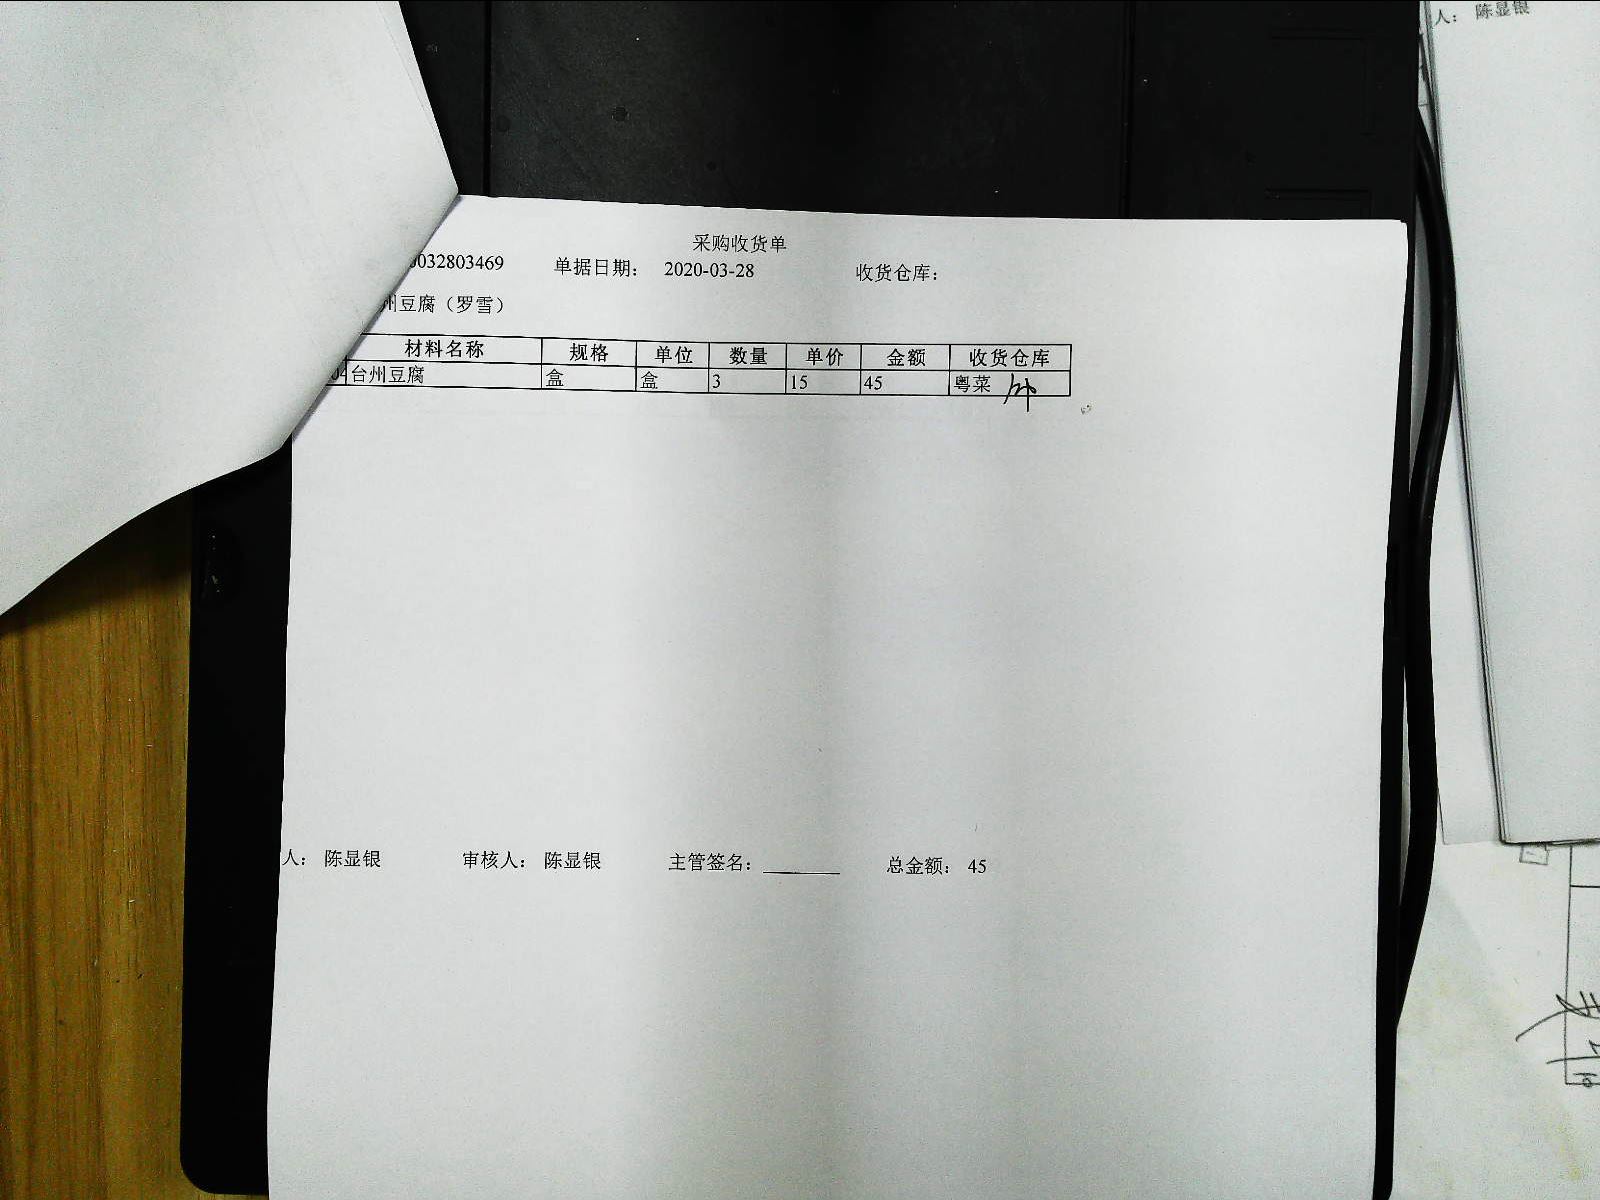 人： 陈显银
采购收货单
0032803469 单据日期： 2020-03-28 收货仓库：
州豆腐（罗雪）
材料名称 规格 单位 数量 单价 金额 收货仓库
04 台州豆腐 盒 盒 3 15 45 粤菜
人： 陈显银 审核人： 陈显银 主管签名： 总金额： 45